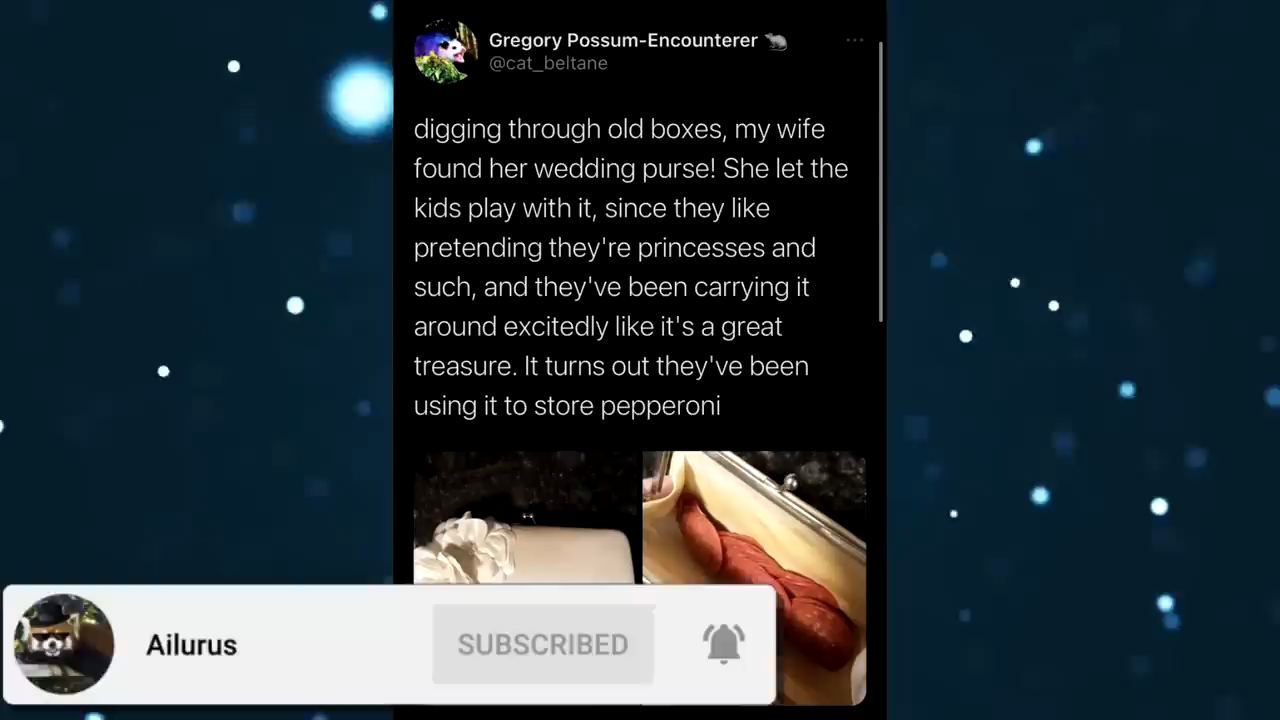 Gregory Possum-Encounterer 🐀
@cat_beltane
digging through old boxes, my wife
found her wedding purse! She let the
kids play with it, since they like
pretending they're princesses and
such, and they've been carrying it
around excitedly like it's a great
treasure. It turns out they've been
using it to store pepperoni
Ailurus
SUBSCRIBED